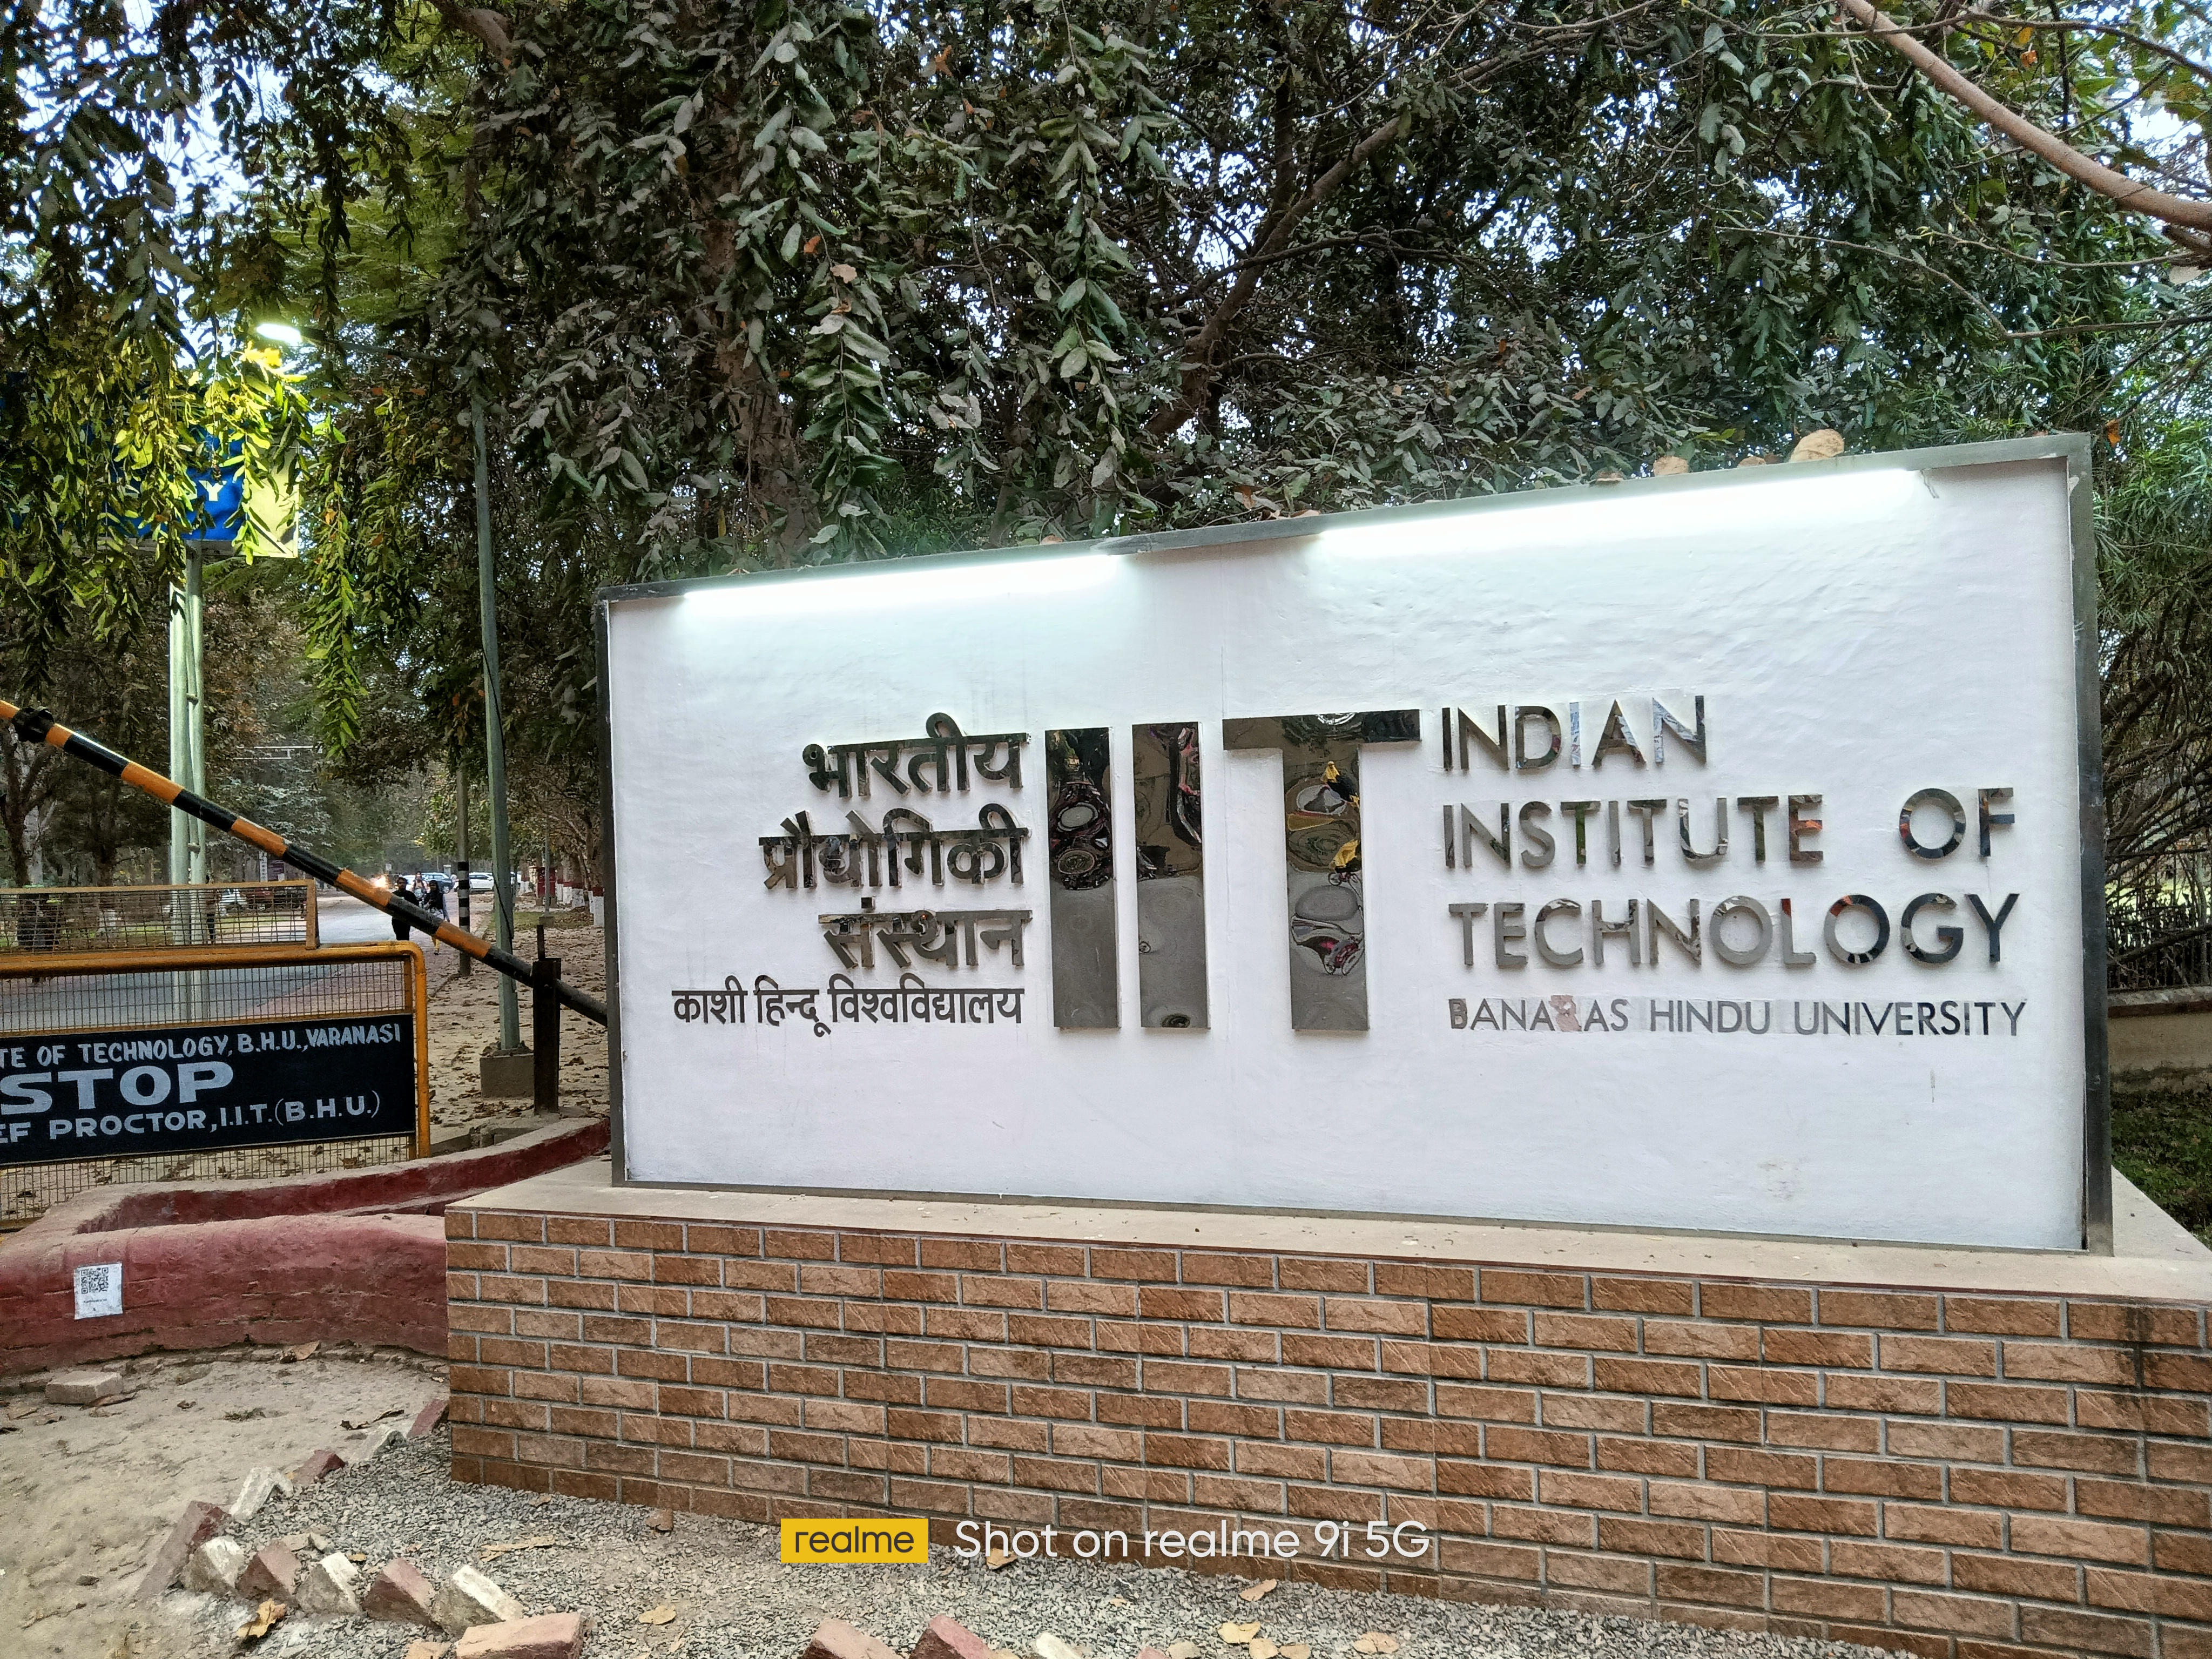 Y
भारतीय
प्रौद्योगिकी
संस्थान
काशी हिन्दू विश्वविद्यालय
IIT
INDIAN
INSTITUTE OF
TECHNOLOGY
BANARAS HINDU UNIVERSITY
TE OF TECHNOLOGY, B.H.U., VARANASI
STOP
EF PROCTOR, I.I.T. (B.H.U.)
realme Shot on realme 9i 5G